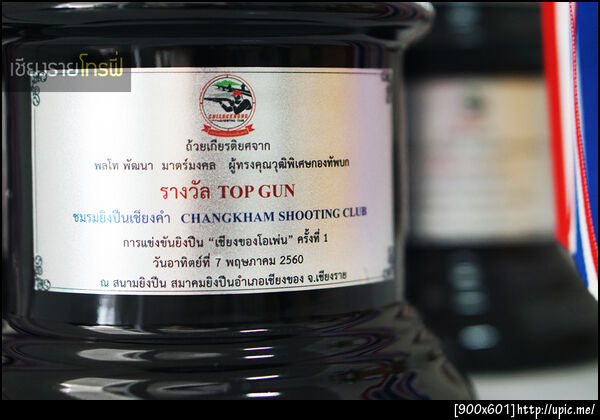 เชียงรายโทรฟี่
CHIANGKHONG
ถ้วยเกียรติยศจาก
พลโท พัฒนา มาตร์มงคล ผู้ทรงคุณวุฒิพิเศษกองทัพบก
รางวัล TOP GUN
ชมรมยิงปืนเชียงคำ CHANGKHAM SHOOTING CLUB
การแข่งขันยิงปืน "เชียงของโอเพ่น" ครั้งที่ 1
วันอาทิตย์ที่ 7 พฤษภาคม 2560
ณ สนามยิงปืน สมาคมยิงปืนอำเภอเชียงของ จ.เชียงราย
[900x601]http://upic.me/